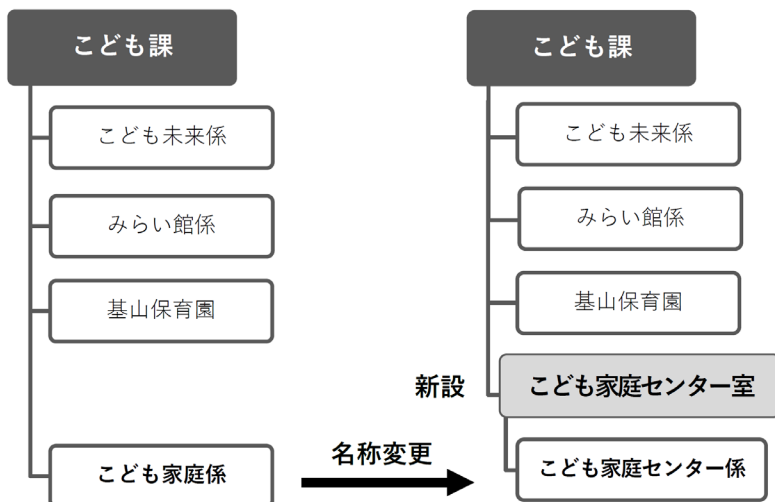 こども課
こども未来係
みらい館係
基山保育園
こども家庭係
名称変更
こども課
こども未来係
みらい館係
基山保育園
新設
こども家庭センター室
こども家庭センター係